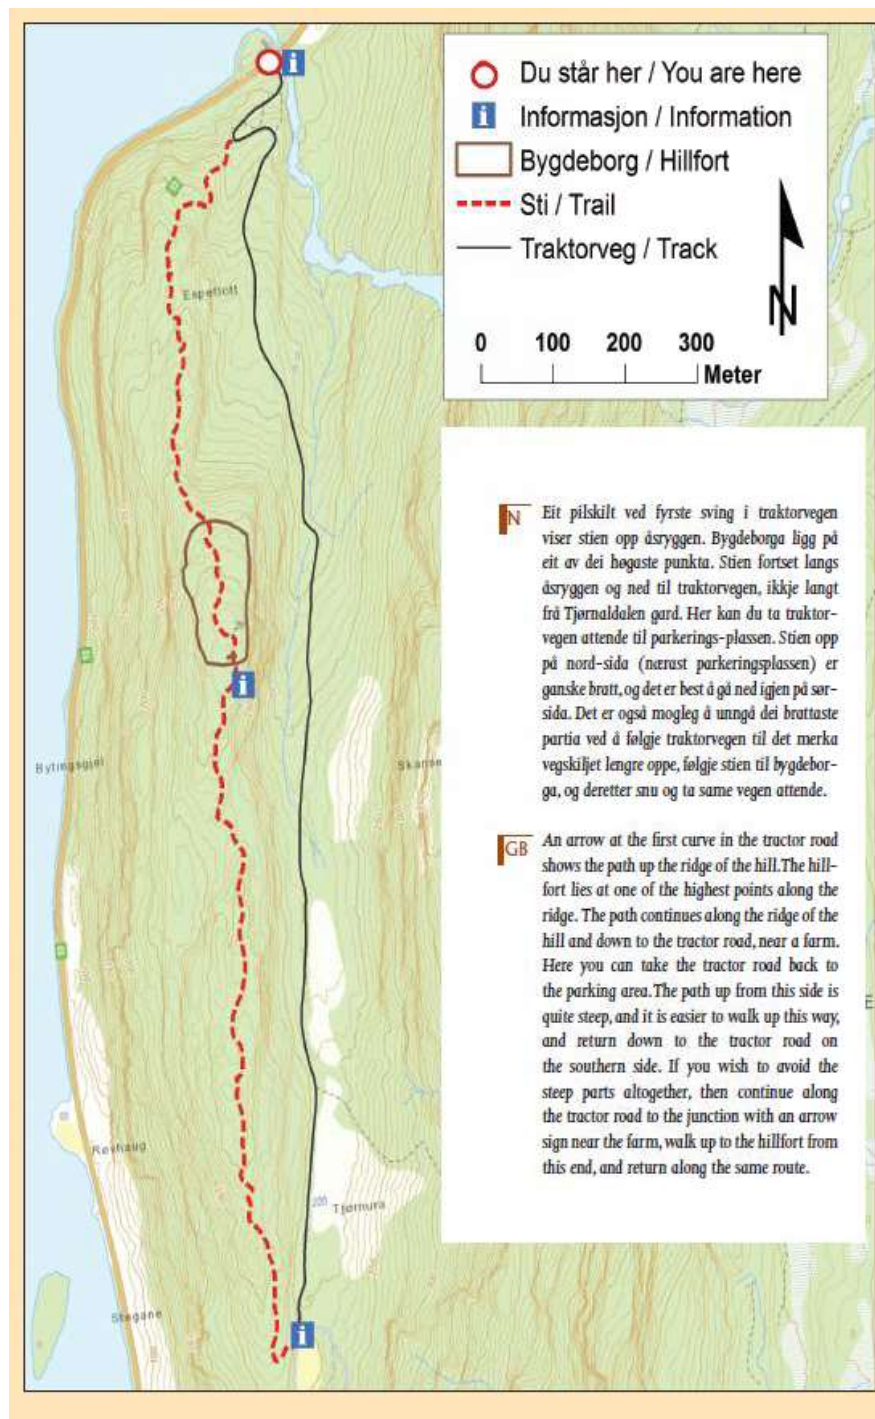 Du står her / You are here
Informasjon / Information
Bygdeborg / Hillfort
Sti / Trail
Traktorveg / Track
N
0 100 200 300
Meter
Espeflott
Bylingsgjel
Skanse
Røvhaug
200
Tjørnura
Stegane
N
Eit pilskilt ved fyrste sving i traktorvegen
viser stien opp åsryggen. Bygdeborga ligg på
eit av dei høgaste punkta. Stien fortset langs
åsryggen og ned til traktorvegen, ikkje langt
frå Tjørnaldalen gard. Her kan du ta traktor-
vegen attende til parkerings-plassen. Stien opp
på nord-sida (nærast parkeringsplassen) er
ganske bratt, og det er best å gå ned igjen på sør-
sida. Det er også mogleg å unngå dei brattaste
partia ved å følgje traktorvegen til det merka
vegskiljet lengre oppe, følgje stien til bygdebor-
ga, og deretter snu og ta same vegen attende.
GB
An arrow at the first curve in the tractor road
shows the path up the ridge of the hill.The hill-
fort lies at one of the highest points along the
ridge. The path continues along the ridge of the
hill and down to the tractor road, near a farm.
Here you can take the tractor road back to
the parking area.The path up from this side is
quite steep, and it is easier to walk up this way,
and return down to the tractor road on
the southern side. If you wish to avoid the
steep parts altogether, then continue along
the tractor road to the junction with an arrow
sign near the farm, walk up to the hillfort from
this end, and return along the same route.